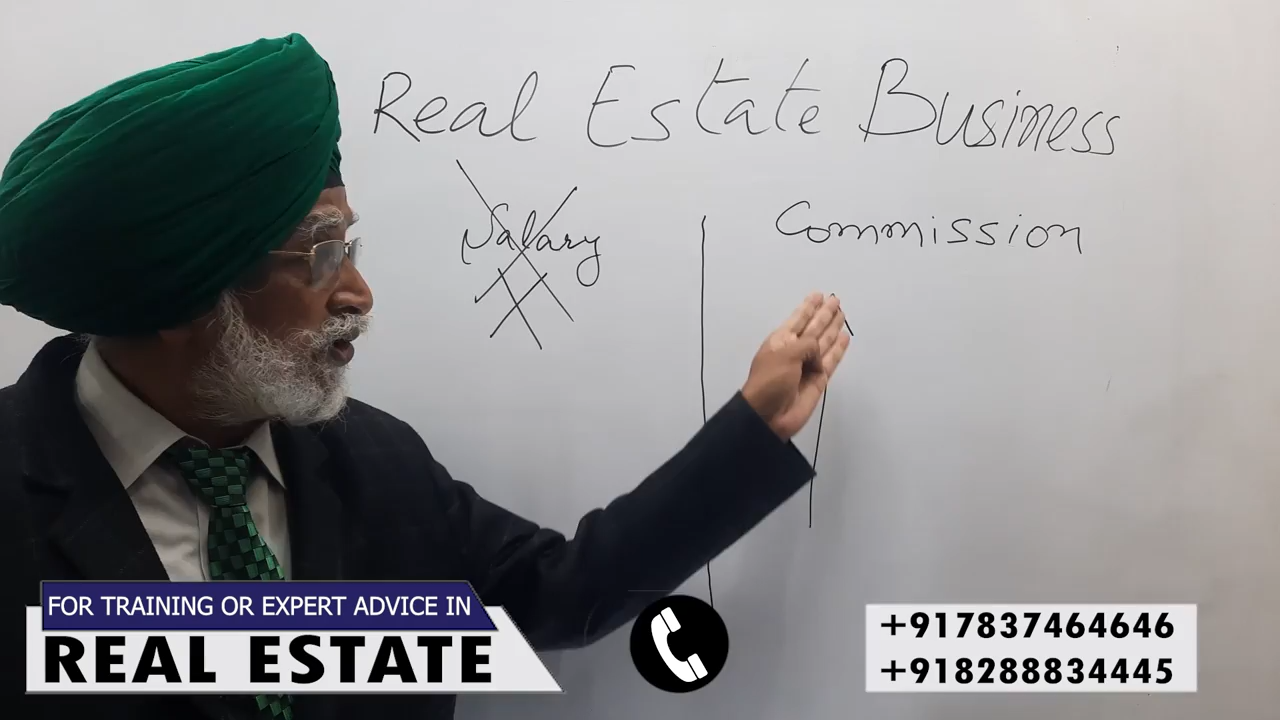 Real Estate Business
Salary
Commission
FOR TRAINING OR EXPERT ADVICE IN
REAL ESTATE
+917837464646
+918288834445